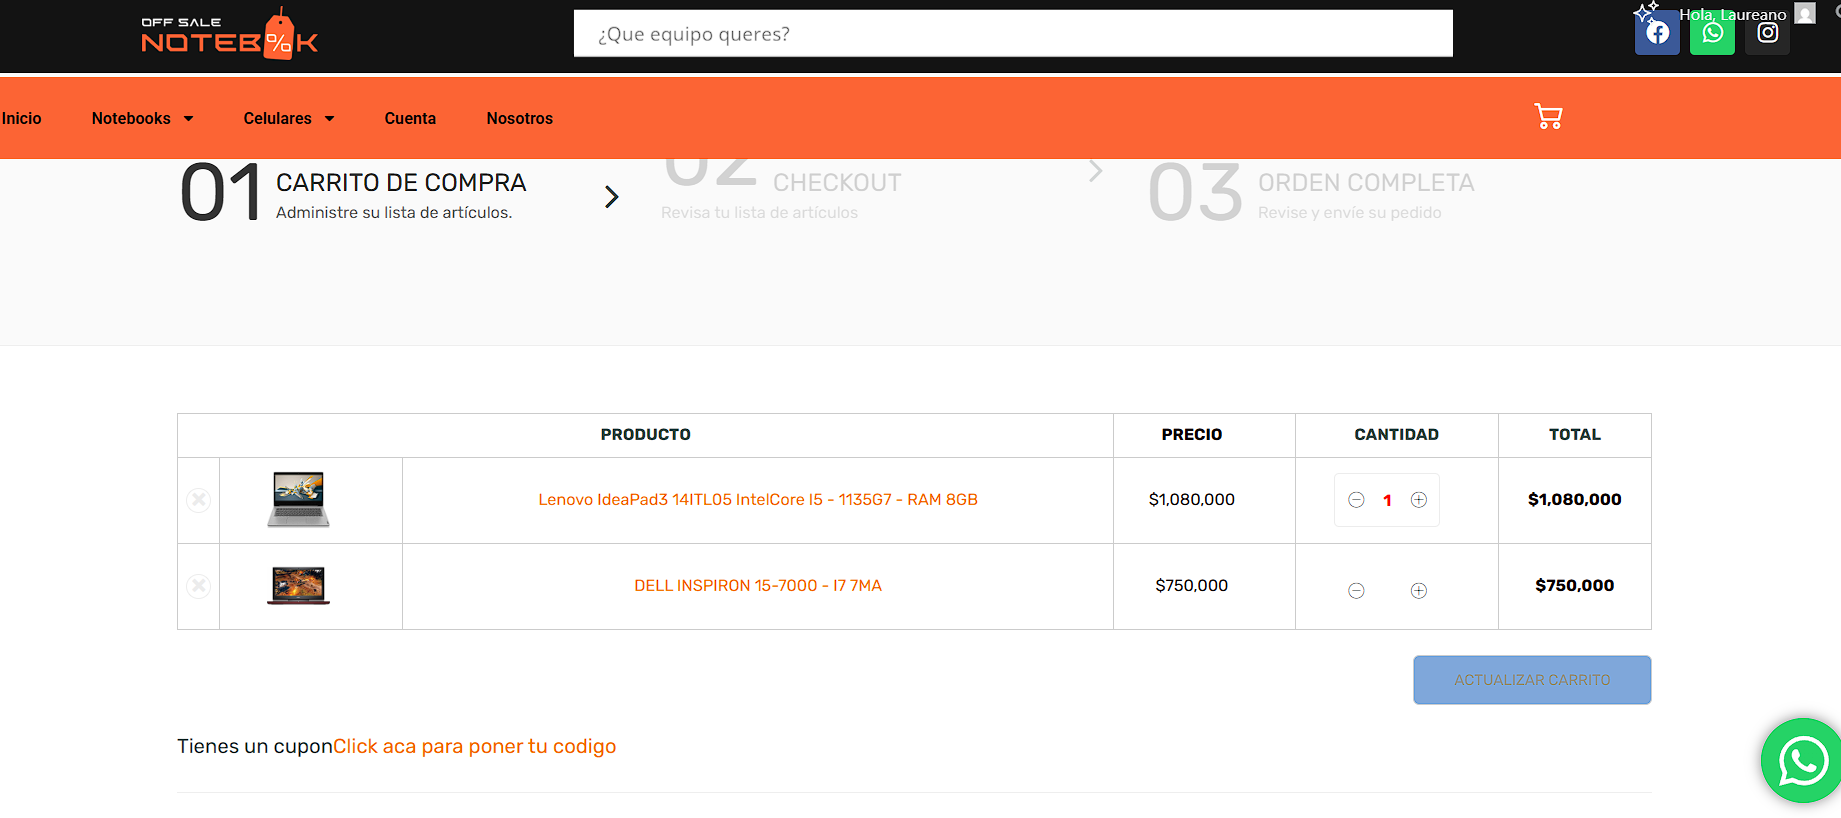 OFF SALE
NOTEBOOK
¿Que equipo queres?
Hola, Laureano
Inicio
Notebooks
Celulares
Cuenta
Nosotros
01
CARRITO DE COMPRA
Administre su lista de artículos.
02
CHECKOUT
Revisa tu lista de artículos
03
ORDEN COMPLETA
Revise y envíe su pedido
PRODUCTO
PRECIO
CANTIDAD
TOTAL
Lenovo IdeaPad3 14ITL05 IntelCore I5 - 1135G7 - RAM 8GB
$1,080,000
1
$1,080,000
DELL INSPIRON 15-7000 - I7 7MA
$750,000
$750,000
ACTUALIZAR CARRITO
Tienes un cuponClick aca para poner tu codigo